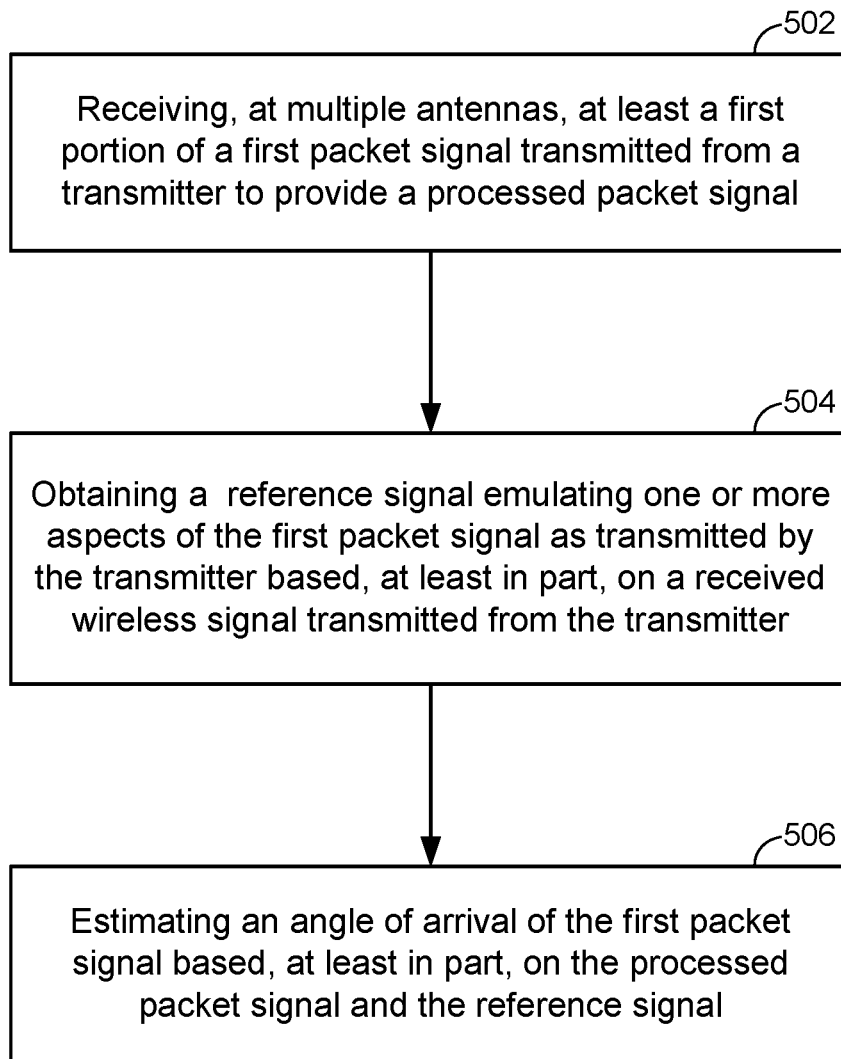 502
Receiving, at multiple antennas, at least a first
portion of a first packet signal transmitted from a
transmitter to provide a processed packet signal
504
Obtaining a reference signal emulating one or more
aspects of the first packet signal as transmitted by
the transmitter based, at least in part, on a received
wireless signal transmitted from the transmitter
506
Estimating an angle of arrival of the first packet
signal based, at least in part, on the processed
packet signal and the reference signal